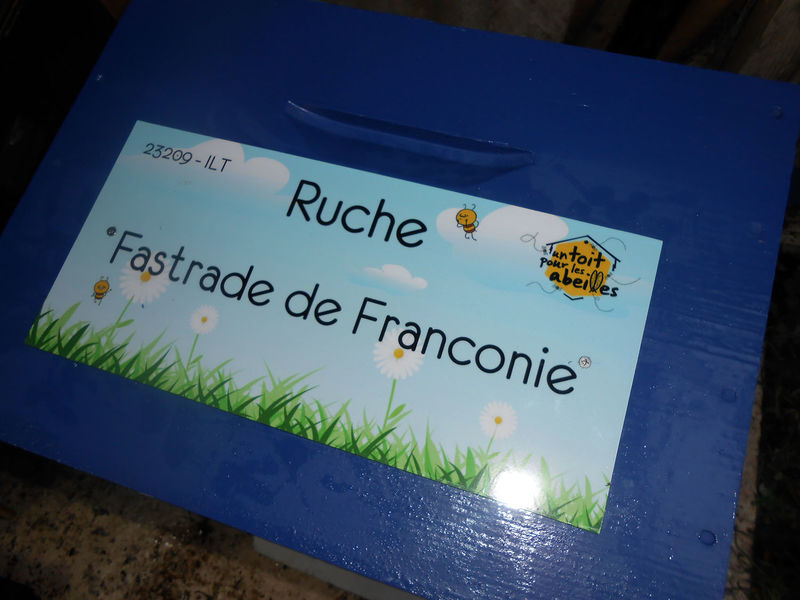 23209 - ILT
Ruche
Fastrade de Franconie
un toit
pour les
abeilles